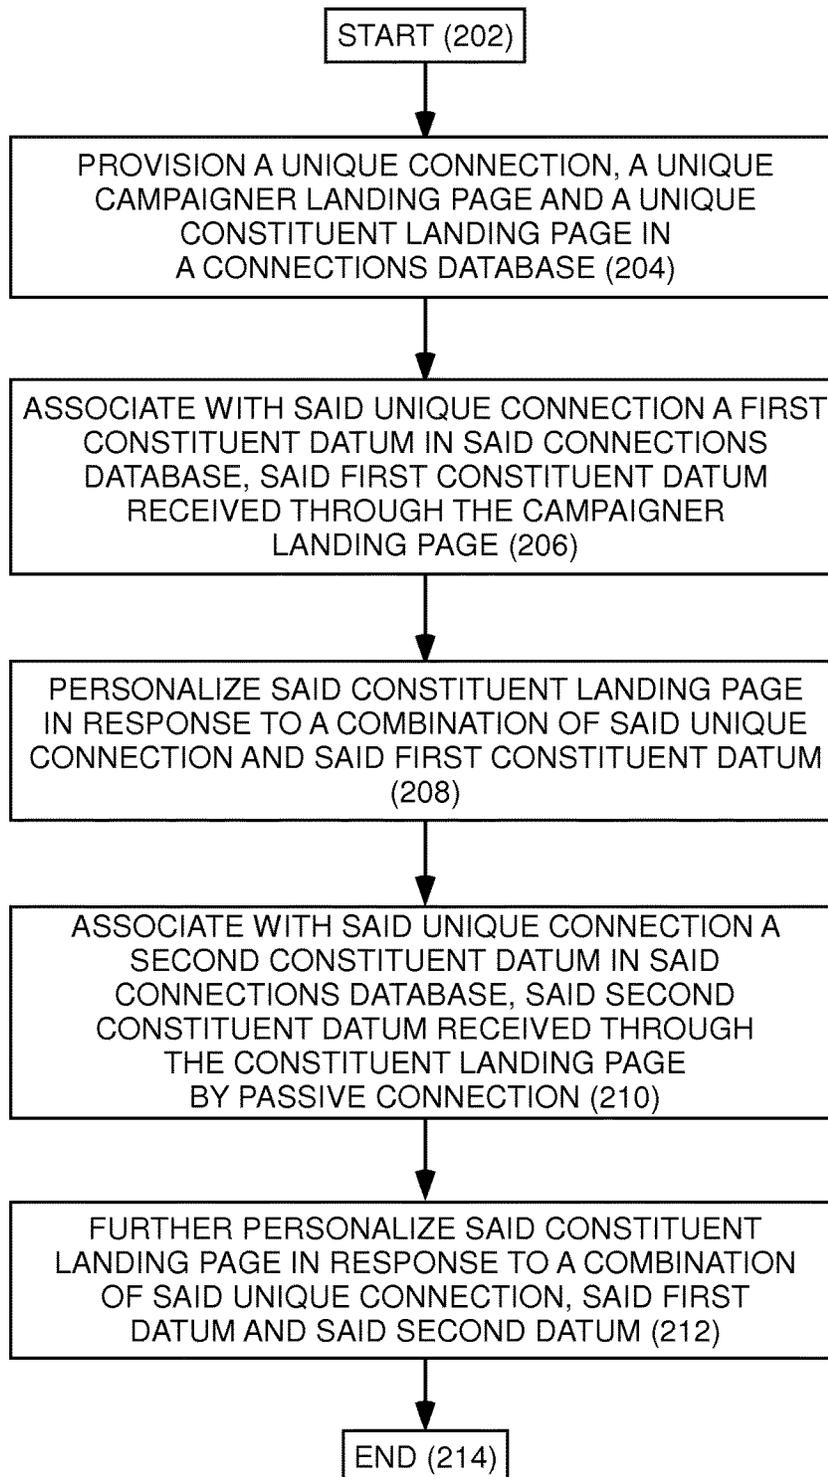 START (202)
PROVISION A UNIQUE CONNECTION, A UNIQUE
CAMPAIGNER LANDING PAGE AND A UNIQUE
CONSTITUENT LANDING PAGE IN
A CONNECTIONS DATABASE (204)
ASSOCIATE WITH SAID UNIQUE CONNECTION A FIRST
CONSTITUENT DATUM IN SAID CONNECTIONS
DATABASE, SAID FIRST CONSTITUENT DATUM
RECEIVED THROUGH THE CAMPAIGNER
LANDING PAGE (206)
PERSONALIZE SAID CONSTITUENT LANDING PAGE
IN RESPONSE TO A COMBINATION OF SAID UNIQUE
CONNECTION AND SAID FIRST CONSTITUENT DATUM
(208)
ASSOCIATE WITH SAID UNIQUE CONNECTION A
SECOND CONSTITUENT DATUM IN SAID
CONNECTIONS DATABASE, SAID SECOND
CONSTITUENT DATUM RECEIVED THROUGH
THE CONSTITUENT LANDING PAGE
BY PASSIVE CONNECTION (210)
FURTHER PERSONALIZE SAID CONSTITUENT
LANDING PAGE IN RESPONSE TO A COMBINATION
OF SAID UNIQUE CONNECTION, SAID FIRST
DATUM AND SAID SECOND DATUM (212)
END (214)